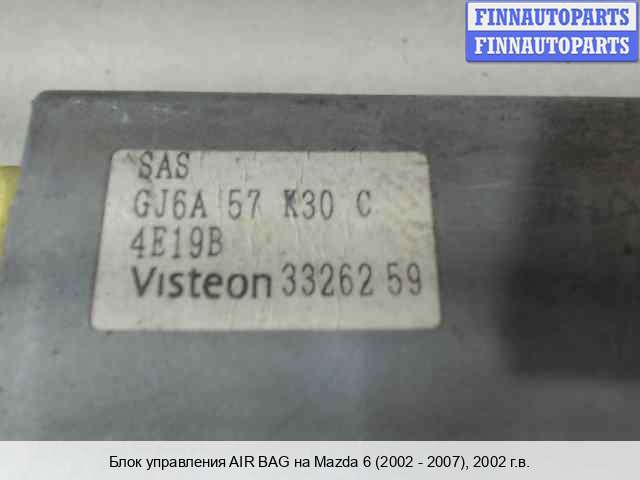 FINNAUTOPARTS
FINNAUTOPARTS
SAS
GJ6A 57 K30 C
4E19B
Visteon 33262 59
Блок управления AIR BAG на Mazda 6 (2002 - 2007), 2002 г.в.